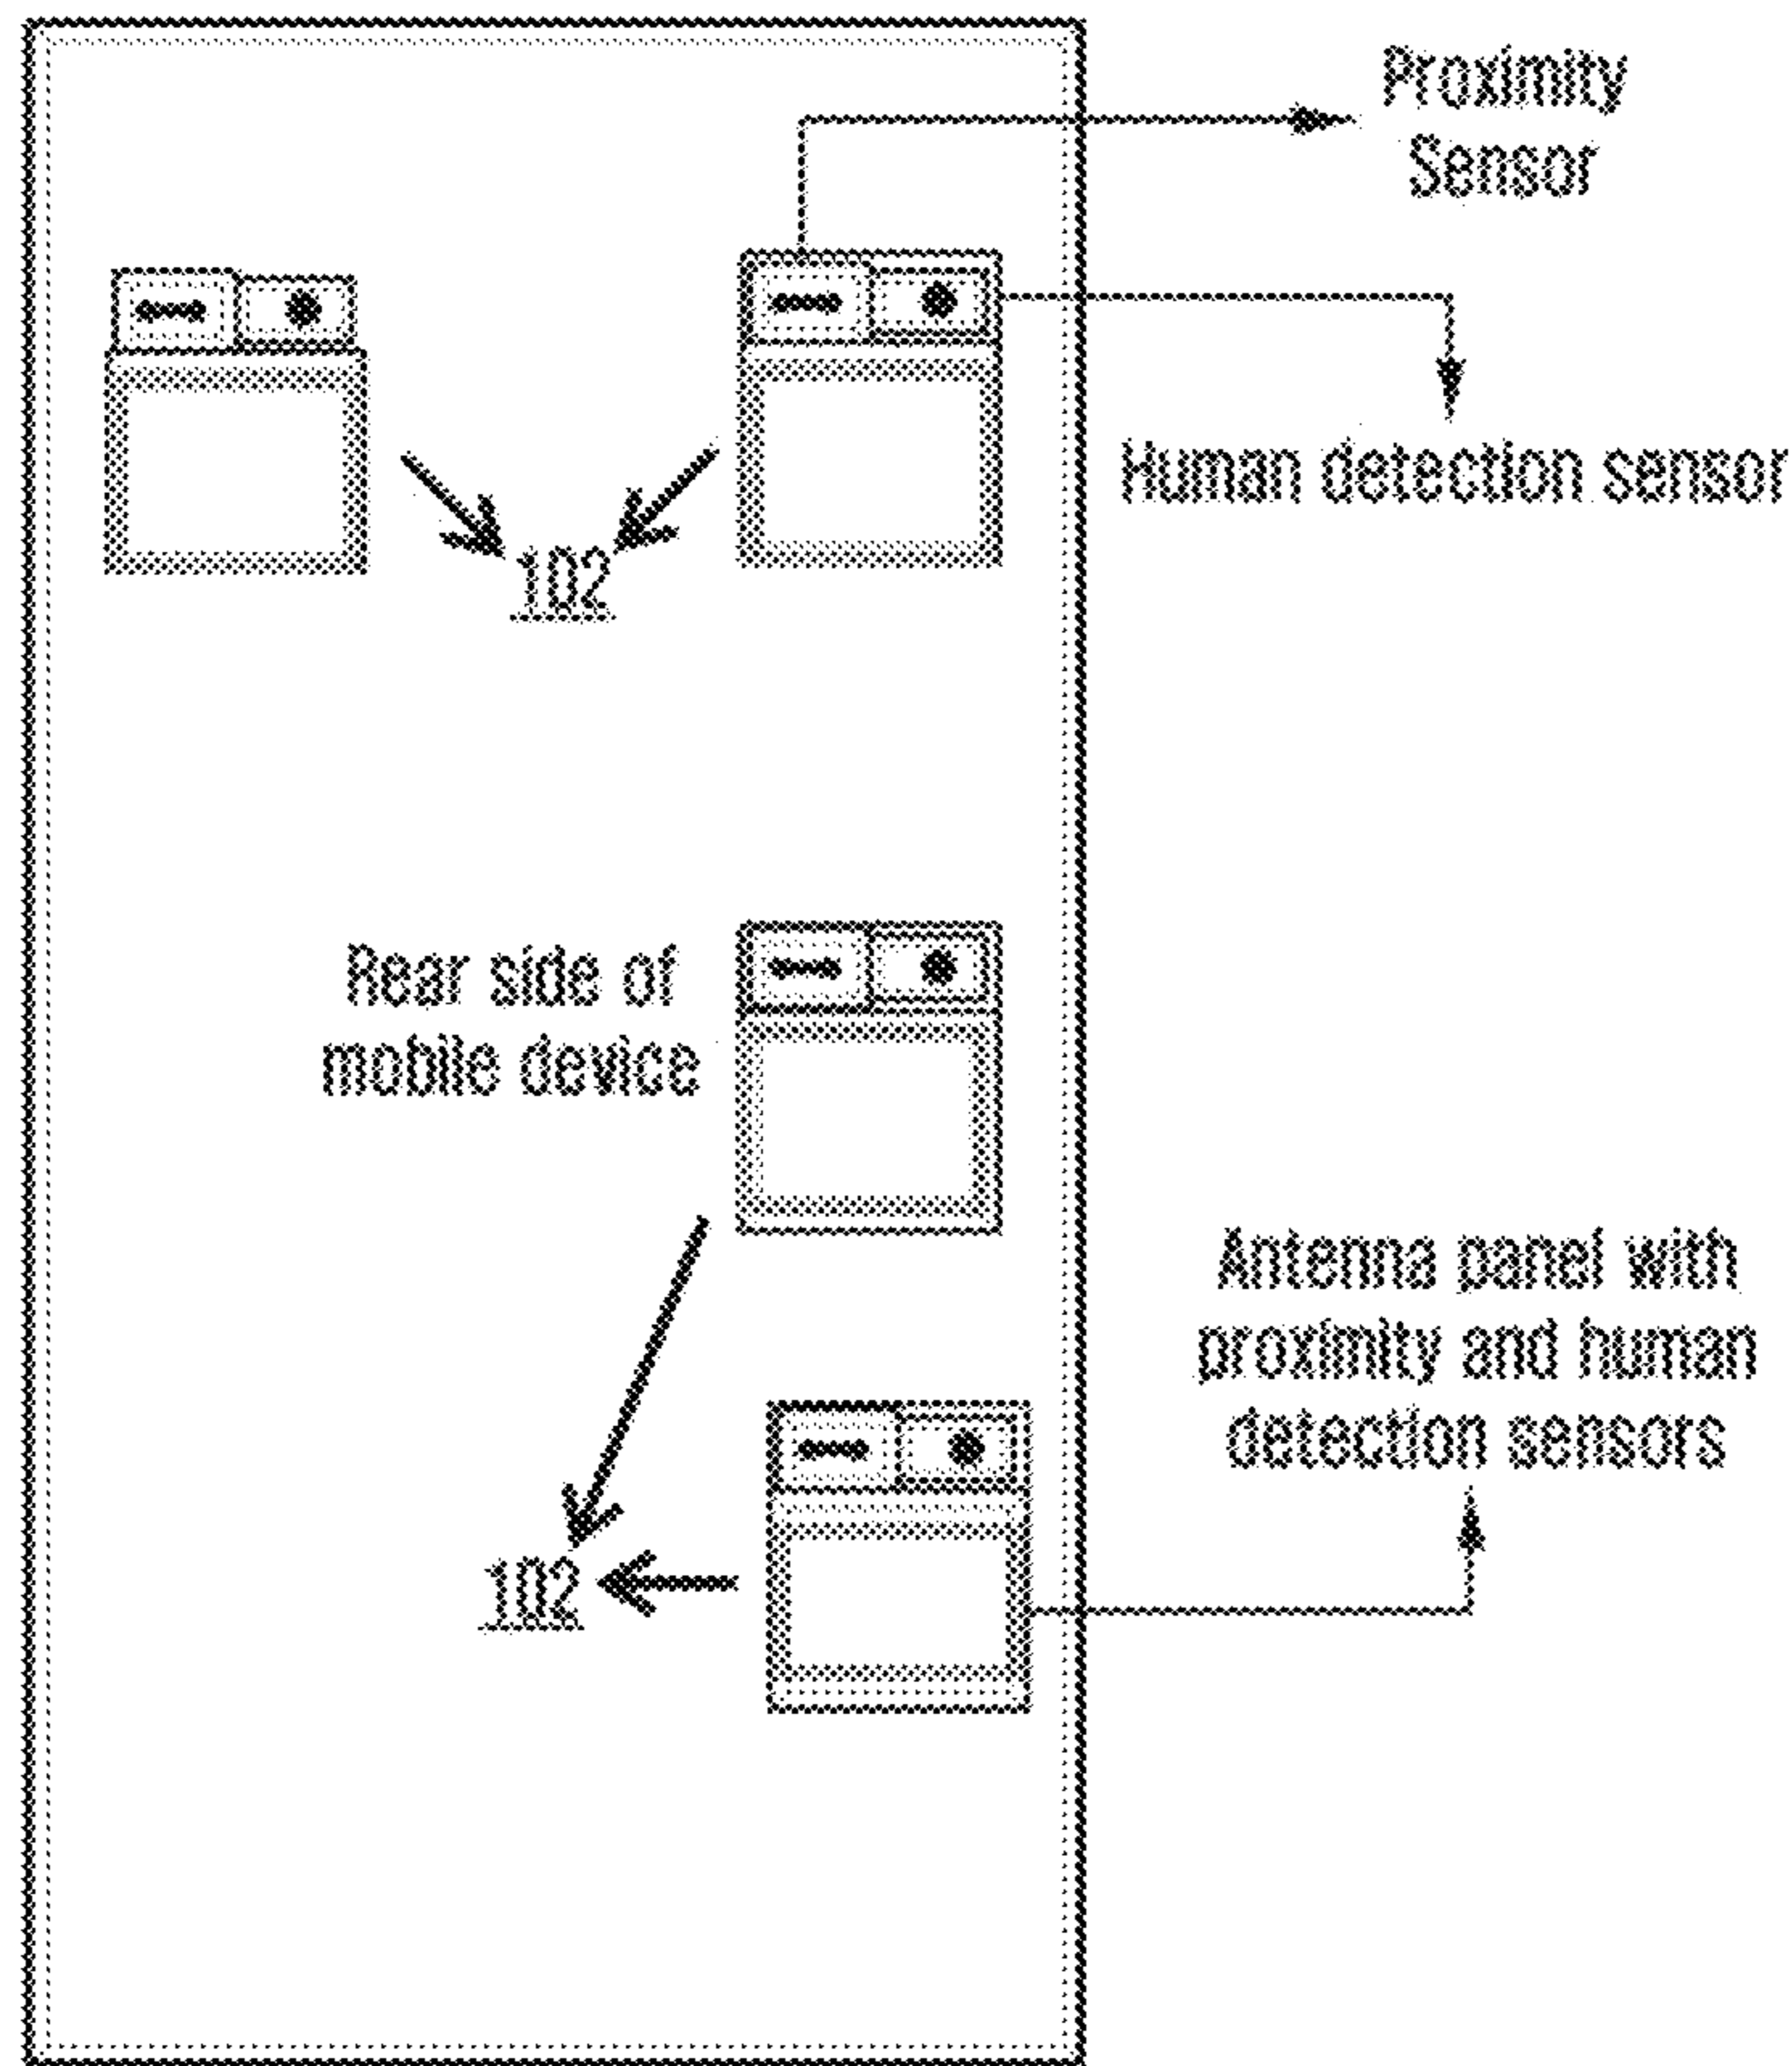 Proximity
Sensor
Human detection sensor
102
Rear side of
mobile device
Antenna panel with
proximity and human
detection sensors
102